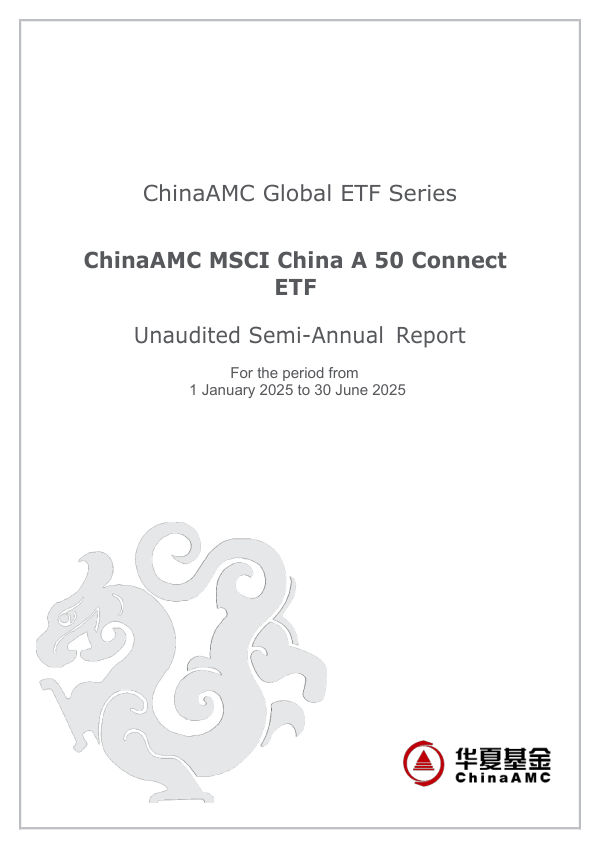 ChinaAMC Global ETF Series
ChinaAMC MSCI China A 50 Connect
ETF
Unaudited Semi-Annual Report
For the period from
1 January 2025 to 30 June 2025
华夏基金
ChinaAMC